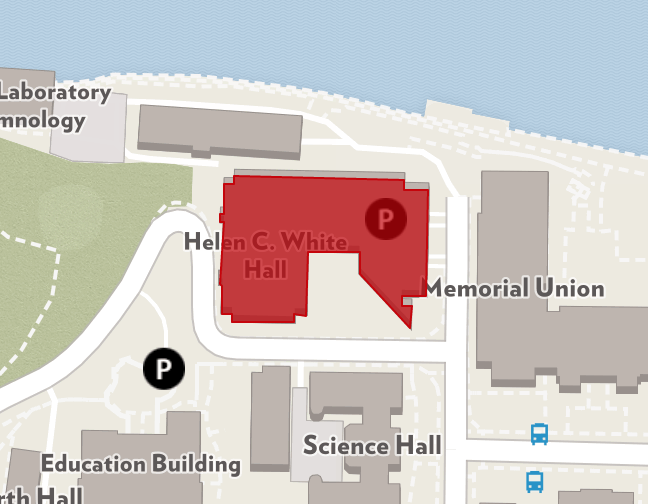 Laboratory
mnology
P
Helen C. White
Hall
Memorial Union
P
Science Hall
Education Building
rth Hall